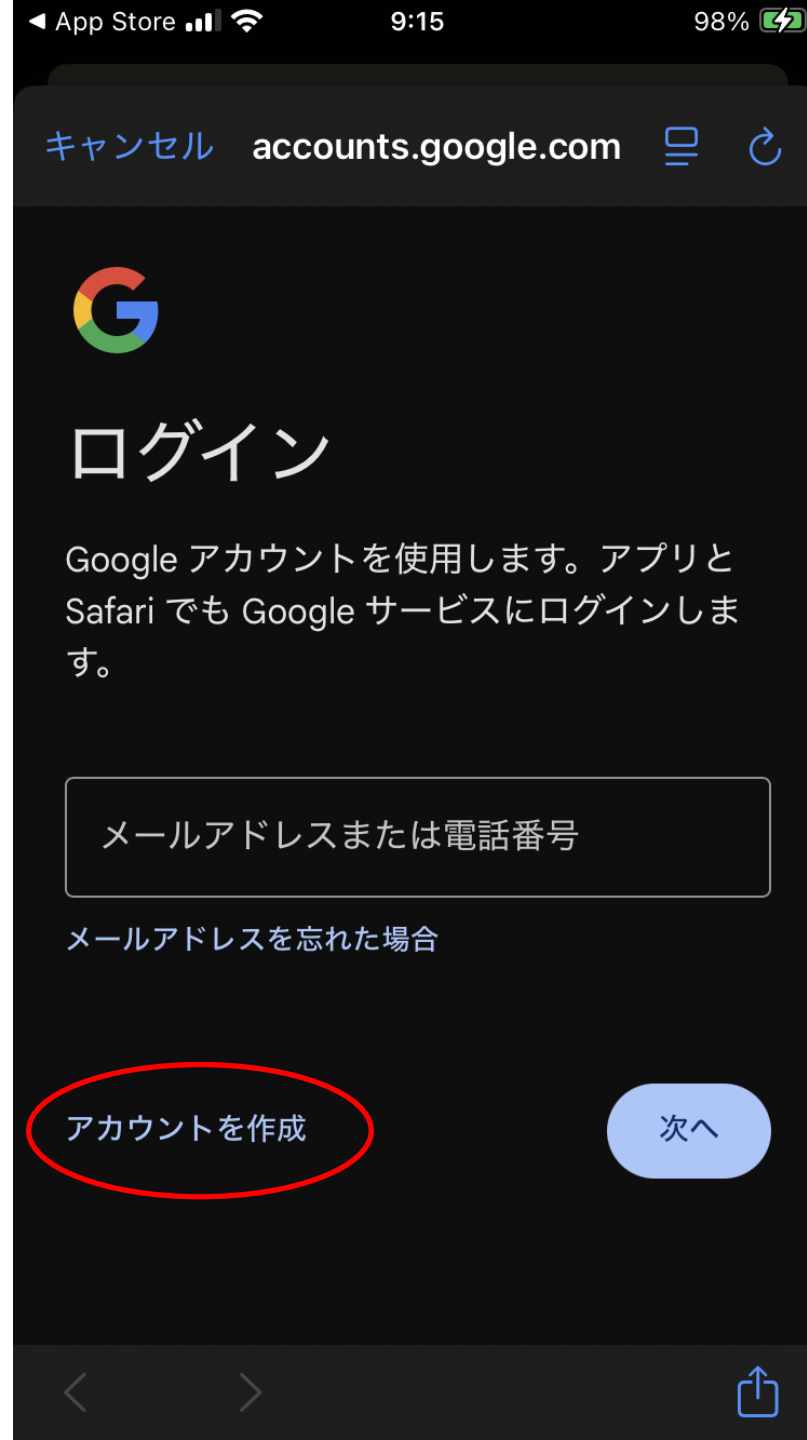 App Store 9:15 98%
キャンセル accounts.google.com
ログイン
Google アカウントを使用します。アプリと
Safari でも Google サービスにログインしま
す。
メールアドレスまたは電話番号
メールアドレスを忘れた場合
アカウントを作成 次へ